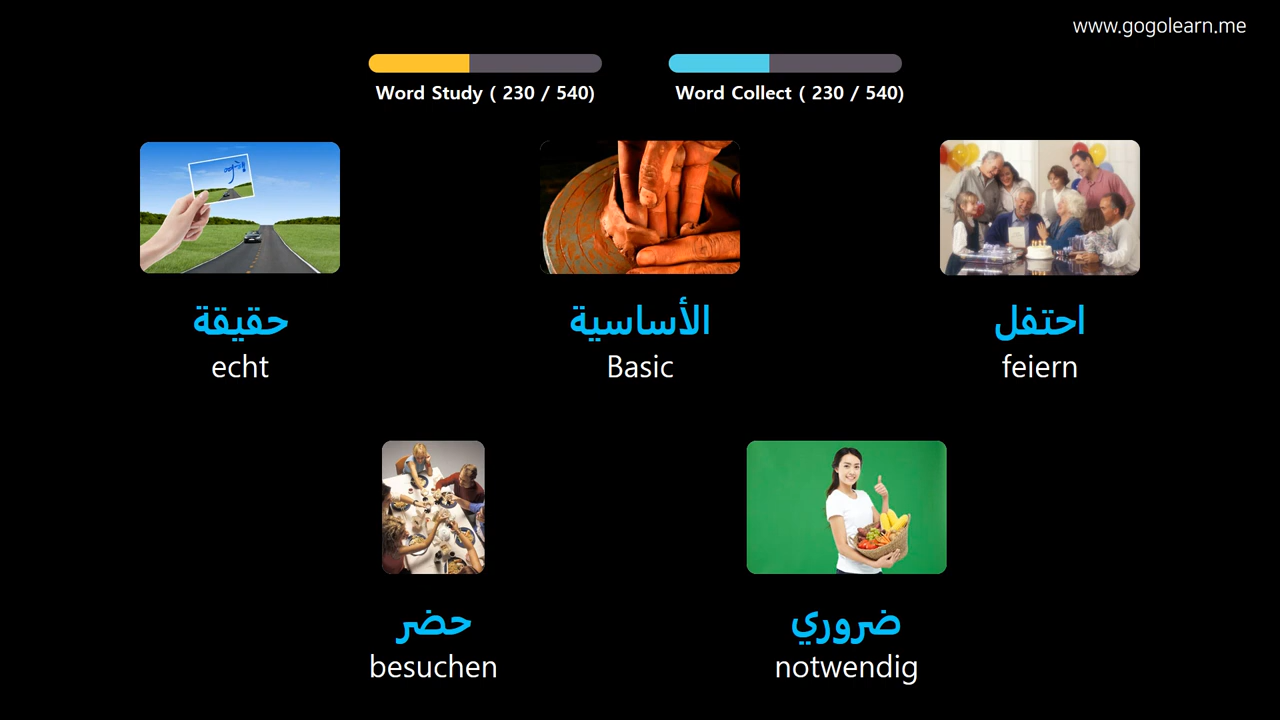 www.gogolearn.me
Word Study ( 230 / 540)
Word Collect ( 230 / 540)
حقيقة
echt
الأساسية
Basic
احتفل
feiern
حضر
besuchen
ضروري
notwendig